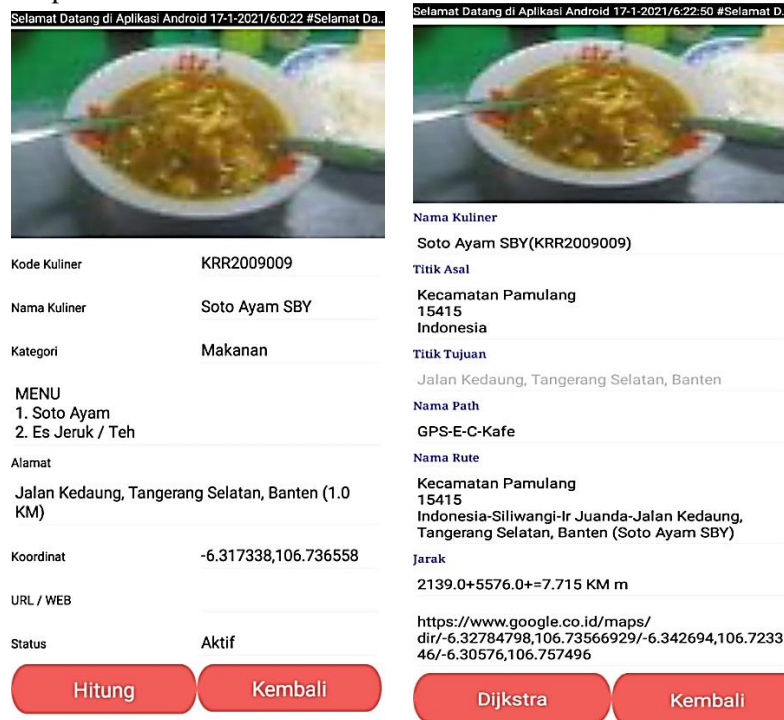 Selamat Datang di Aplikasi Android 17-1-2021/6:0:22 #Selamat Da..
Kode Kuliner KRR2009009
Nama Kuliner Soto Ayam SBY
Kategori Makanan
MENU
1. Soto Ayam
2. Es Jeruk / Teh
Alamat
Jalan Kedaung, Tangerang Selatan, Banten (1.0
KM)
Koordinat -6.317338,106.736558
URL / WEB
Status Aktif
Hitung Kembali
Selamat Datang di Aplikasi Android 17-1-2021/6:22:50 #Selamat D..
Nama Kuliner
Soto Ayam SBY(KRR2009009)
Titik Asal
Kecamatan Pamulang
15415
Indonesia
Titik Tujuan
Jalan Kedaung, Tangerang Selatan, Banten
Nama Path
GPS-E-C-Kafe
Nama Rute
Kecamatan Pamulang
15415
Indonesia-Siliwangi-Ir Juanda-Jalan Kedaung,
Tangerang Selatan, Banten (Soto Ayam SBY)
Jarak
2139.0+5576.0+=7.715 KM m
https://www.google.co.id/maps/
dir/-6.32784798,106.73566929/-6.342694,106.7233
46/-6.30576,106.757496
Dijkstra Kembali